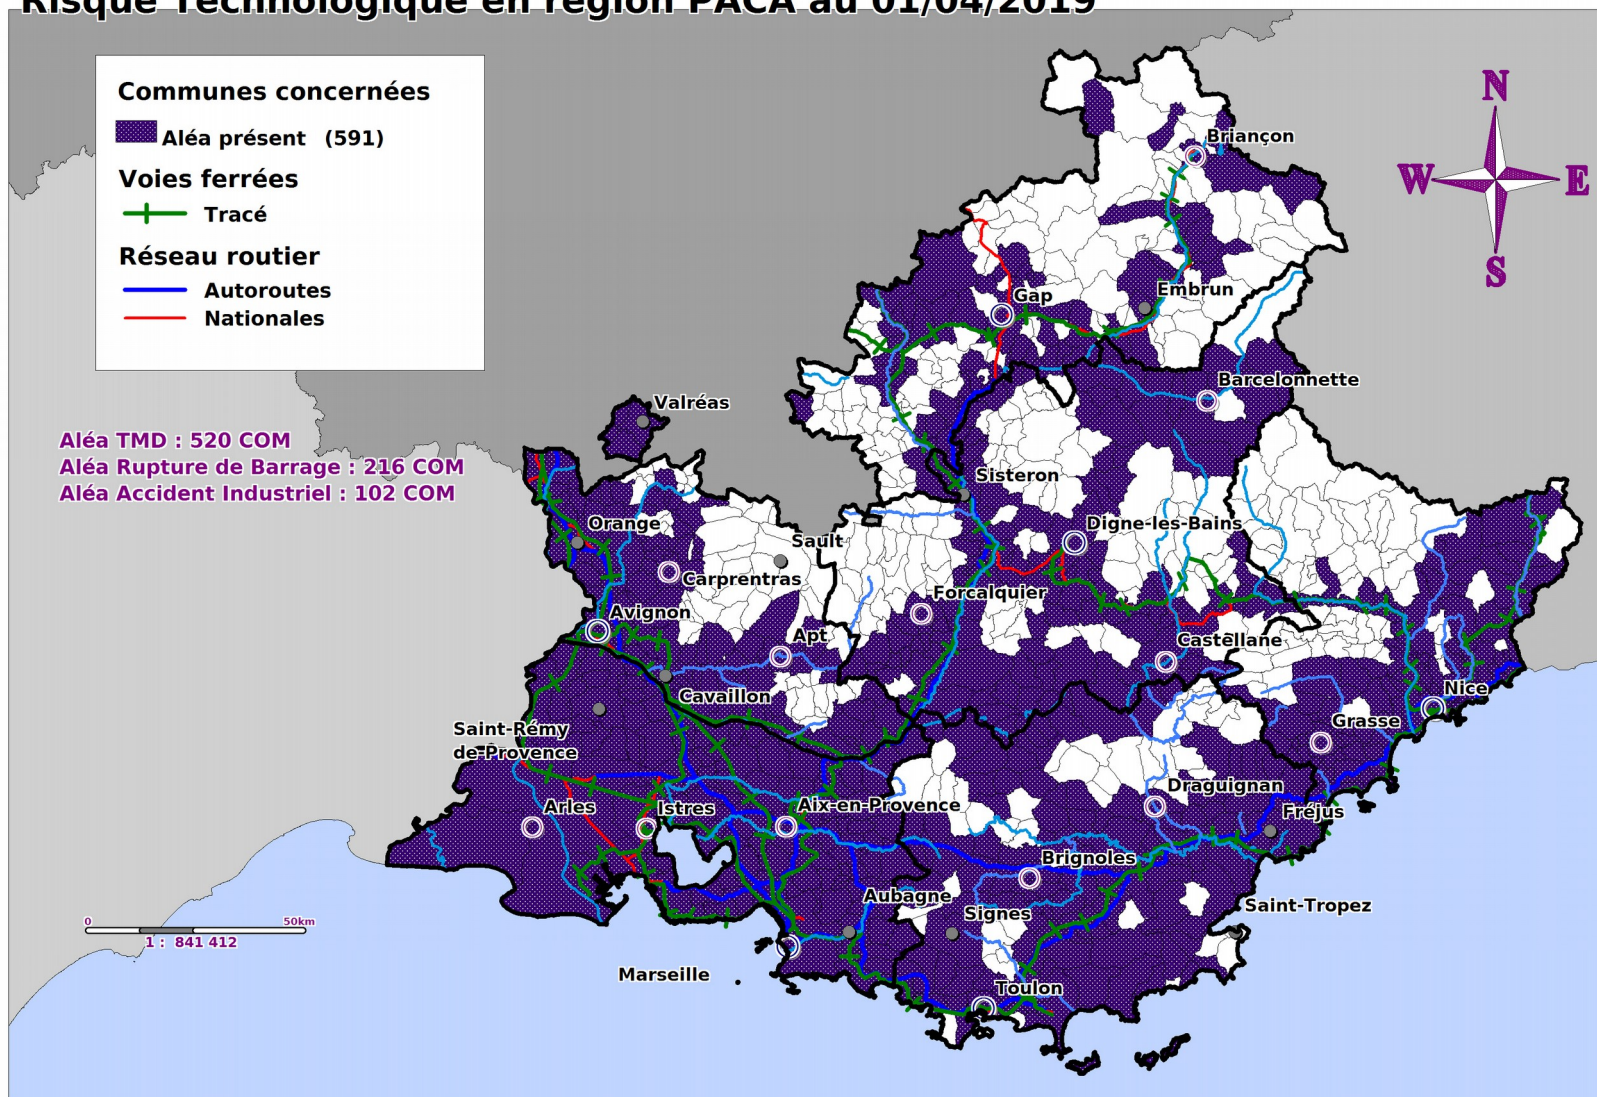 Risque Technologique en région PACA au 01/04/2019
Communes concernées
Aléa présent (591)
Voies ferrées
Tracé
Réseau routier
Autoroutes
Nationales
N
W
E
S
Briançon
Embrun
Gap
Barcelonnette
Valréas
Aléa TMD : 520 COM
Aléa Rupture de Barrage : 216 COM
Aléa Accident Industriel : 102 COM
Sisteron
Orange
Sault
Digne-les-Bains
Carprentras
Forcalquier
Avignon
Apt
Castellane
Cavaillon
Nice
Saint-Rémy
de-Provence
Grasse
Arles
Istres
Aix-en-Provence
Draguignan
Fréjus
Brignoles
Aubagne
Signes
Saint-Tropez
0
50km
1 : 841 412
Marseille
Toulon